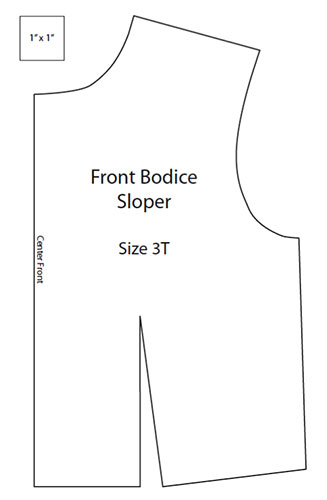 1" x 1"
Front Bodice
Sloper
Size 3T
Center Front